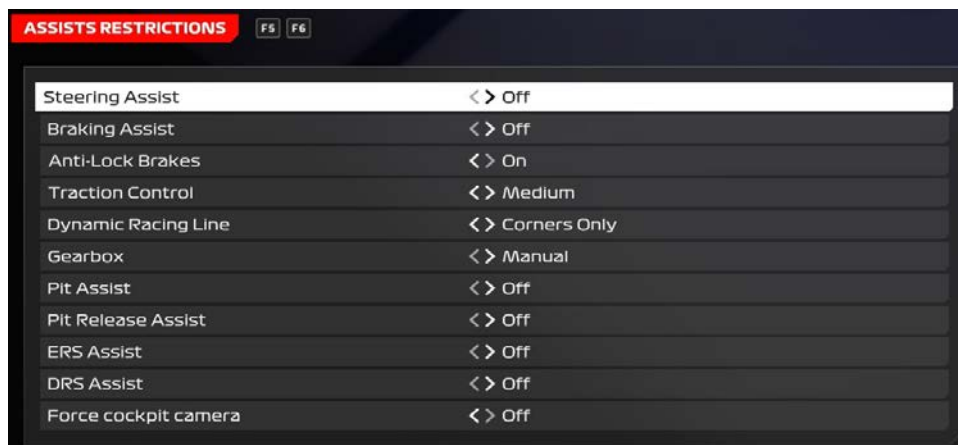 ASSISTS RESTRICTIONS F5 F6
Steering Assist < > Off
Braking Assist < > Off
Anti-Lock Brakes < > On
Traction Control < > Medium
Dynamic Racing Line < > Corners Only
Gearbox < > Manual
Pit Assist < > Off
Pit Release Assist < > Off
ERS Assist < > Off
DRS Assist < > Off
Force cockpit camera < > Off